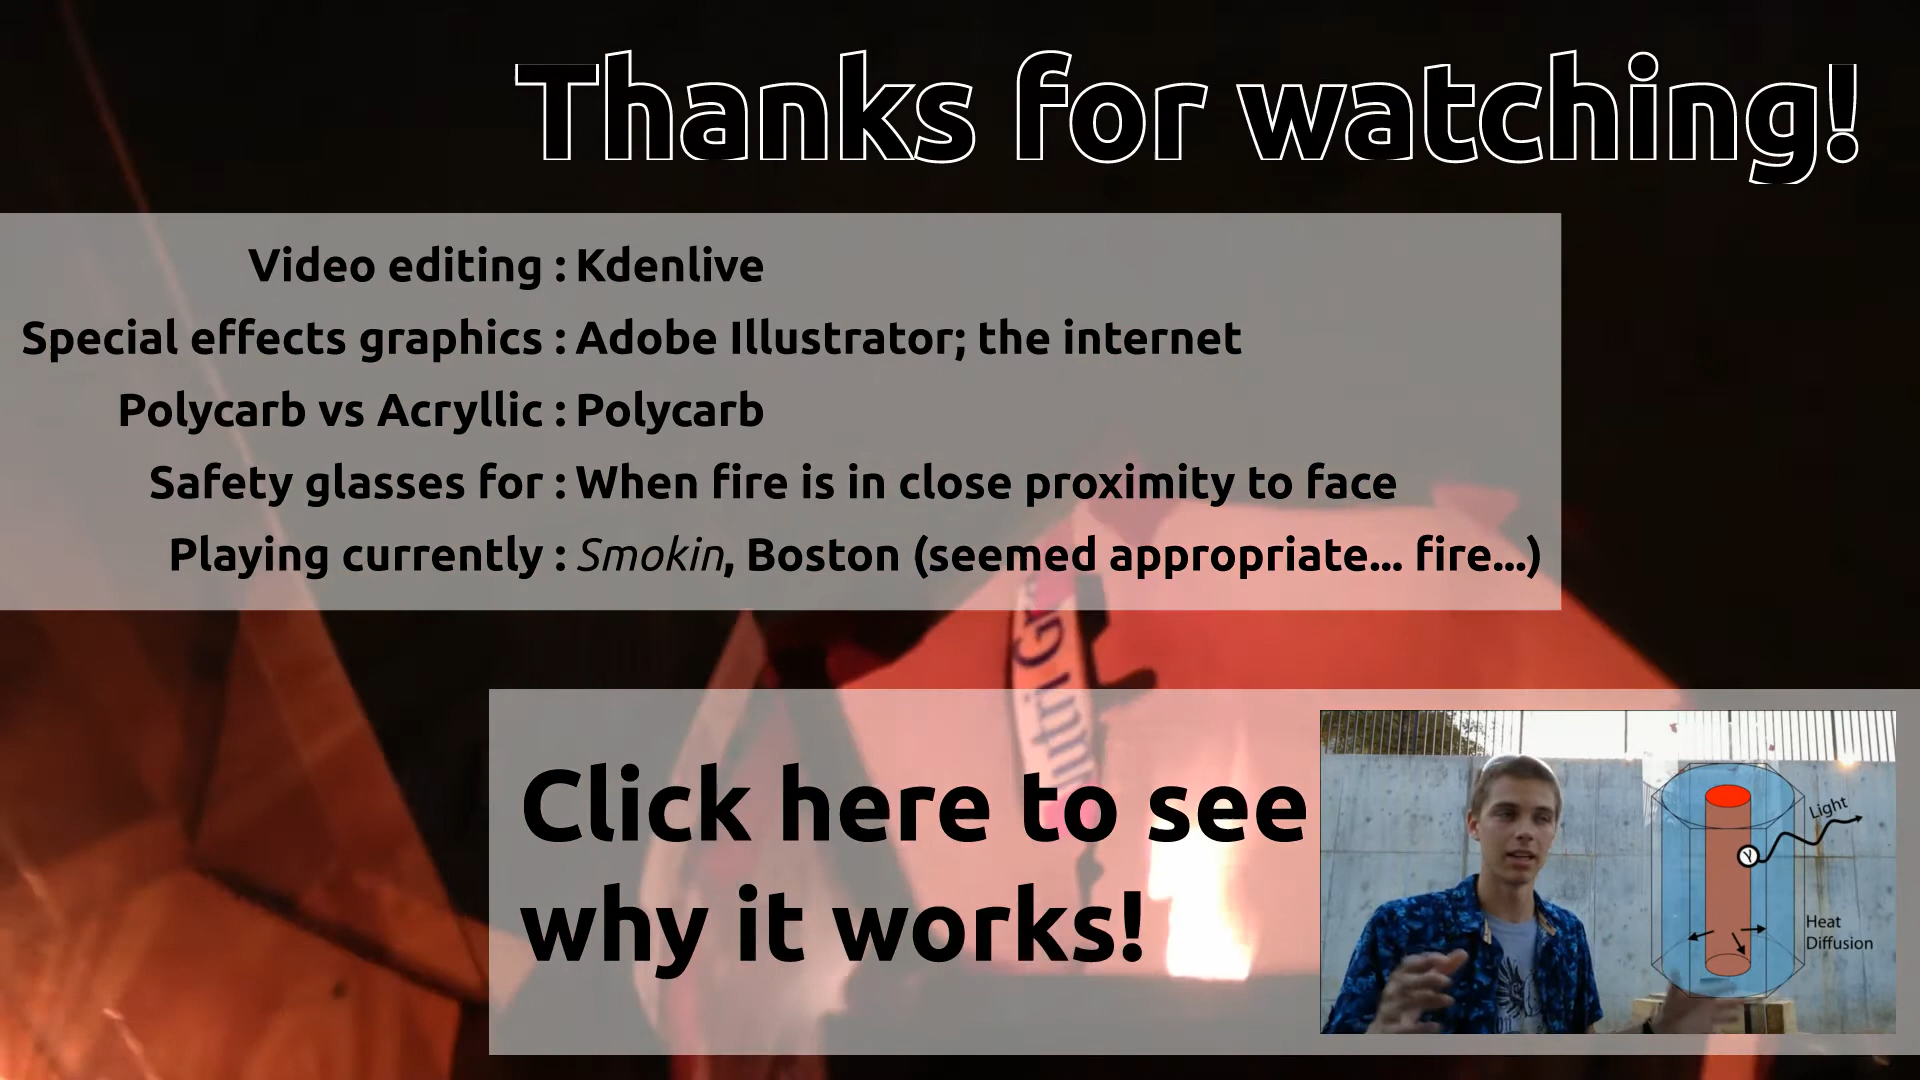 Thanks for watching!
Video editing : Kdenlive
Special effects graphics : Adobe Illustrator; the internet
Polycarb vs Acryllic : Polycarb
Safety glasses for : When fire is in close proximity to face
Playing currently : Smokin, Boston (seemed appropriate... fire...)
utri Gr
Click here to see
why it works!
Light
γ
Heat
Diffusion